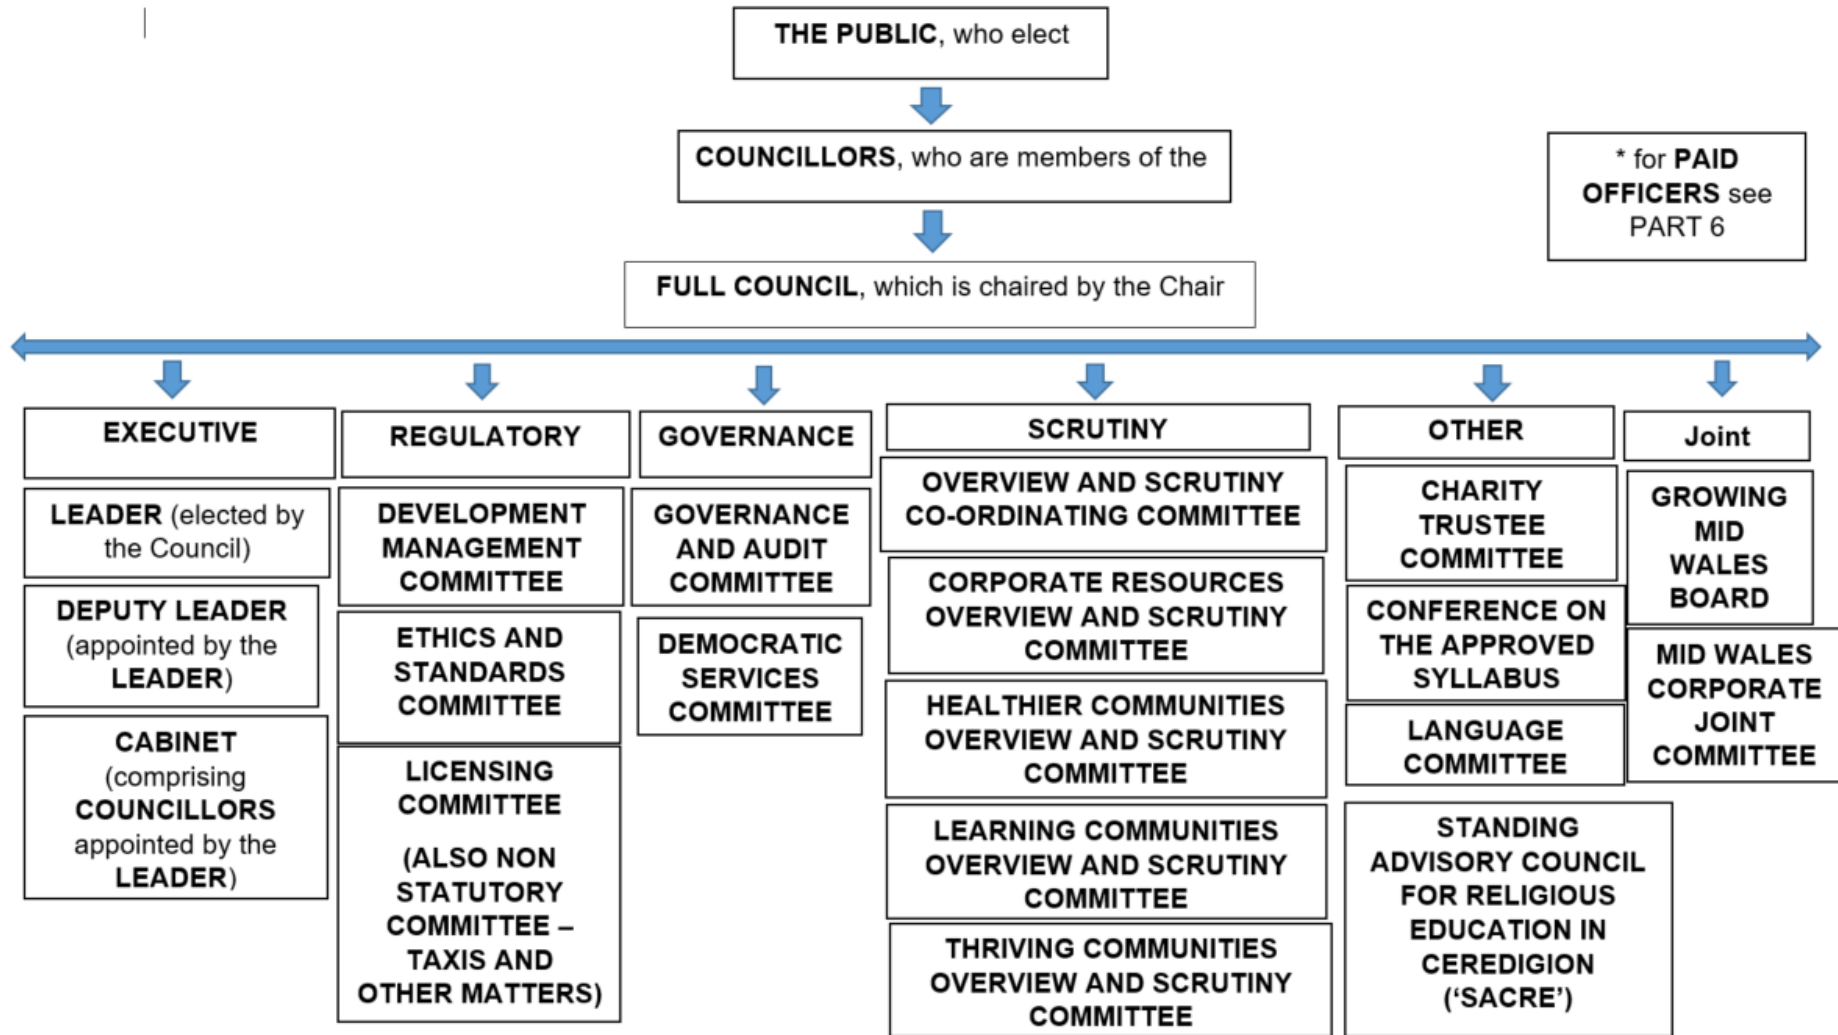 THE PUBLIC, who elect
COUNCILLORS, who are members of the
* for PAID
OFFICERS see
PART 6
FULL COUNCIL, which is chaired by the Chair
EXECUTIVE
LEADER (elected by
the Council)
DEPUTY LEADER
(appointed by the
LEADER)
CABINET
(comprising
COUNCILLORS
appointed by the
LEADER)
REGULATORY
DEVELOPMENT
MANAGEMENT
COMMITTEE
ETHICS AND
STANDARDS
COMMITTEE
LICENSING
COMMITTEE
(ALSO NON
STATUTORY
COMMITTEE –
TAXIS AND
OTHER MATTERS)
GOVERNANCE
GOVERNANCE
AND AUDIT
COMMITTEE
DEMOCRATIC
SERVICES
COMMITTEE
SCRUTINY
OVERVIEW AND SCRUTINY
CO-ORDINATING COMMITTEE
CORPORATE RESOURCES
OVERVIEW AND SCRUTINY
COMMITTEE
HEALTHIER COMMUNITIES
OVERVIEW AND SCRUTINY
COMMITTEE
LEARNING COMMUNITIES
OVERVIEW AND SCRUTINY
COMMITTEE
THRIVING COMMUNITIES
OVERVIEW AND SCRUTINY
COMMITTEE
OTHER
CHARITY
TRUSTEE
COMMITTEE
CONFERENCE ON
THE APPROVED
SYLLABUS
LANGUAGE
COMMITTEE
STANDING
ADVISORY COUNCIL
FOR RELIGIOUS
EDUCATION IN
CEREDIGION
(‘SACRE’)
Joint
GROWING
MID
WALES
BOARD
MID WALES
CORPORATE
JOINT
COMMITTEE